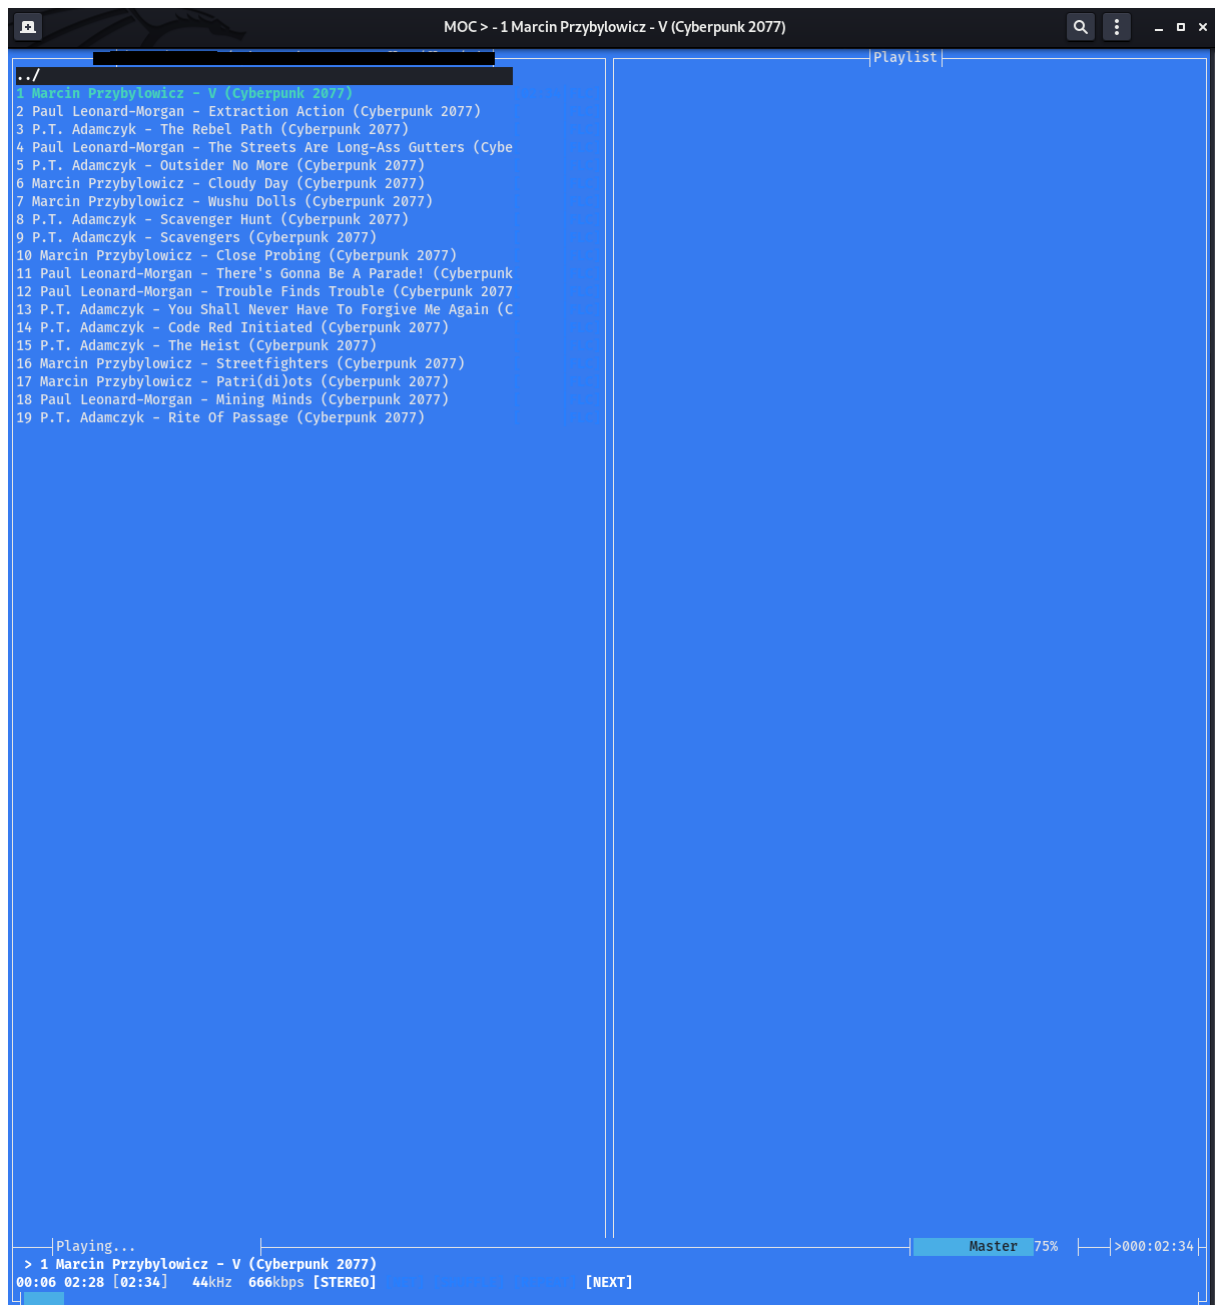 MOC > - 1 Marcin Przybylowicz - V (Cyberpunk 2077)
Playlist
../
1 Marcin Przybylowicz - V (Cyberpunk 2077)
2 Paul Leonard-Morgan - Extraction Action (Cyberpunk 2077)
3 P.T. Adamczyk - The Rebel Path (Cyberpunk 2077)
4 Paul Leonard-Morgan - The Streets Are Long-Ass Gutters (Cybe
5 P.T. Adamczyk - Outsider No More (Cyberpunk 2077)
6 Marcin Przybylowicz - Cloudy Day (Cyberpunk 2077)
7 Marcin Przybylowicz - Wushu Dolls (Cyberpunk 2077)
8 P.T. Adamczyk - Scavenger Hunt (Cyberpunk 2077)
9 P.T. Adamczyk - Scavengers (Cyberpunk 2077)
10 Marcin Przybylowicz - Close Probing (Cyberpunk 2077)
11 Paul Leonard-Morgan - There's Gonna Be A Parade! (Cyberpunk
12 Paul Leonard-Morgan - Trouble Finds Trouble (Cyberpunk 2077
13 P.T. Adamczyk - You Shall Never Have To Forgive Me Again (C
14 P.T. Adamczyk - Code Red Initiated (Cyberpunk 2077)
15 P.T. Adamczyk - The Heist (Cyberpunk 2077)
16 Marcin Przybylowicz - Streetfighters (Cyberpunk 2077)
17 Marcin Przybylowicz - Patri(di)ots (Cyberpunk 2077)
18 Paul Leonard-Morgan - Mining Minds (Cyberpunk 2077)
19 P.T. Adamczyk - Rite Of Passage (Cyberpunk 2077)
Playing... Master 75% >000:02:34
> 1 Marcin Przybylowicz - V (Cyberpunk 2077)
00:06 02:28 [02:34] 44kHz 666kbps [STEREO] [NEXT]